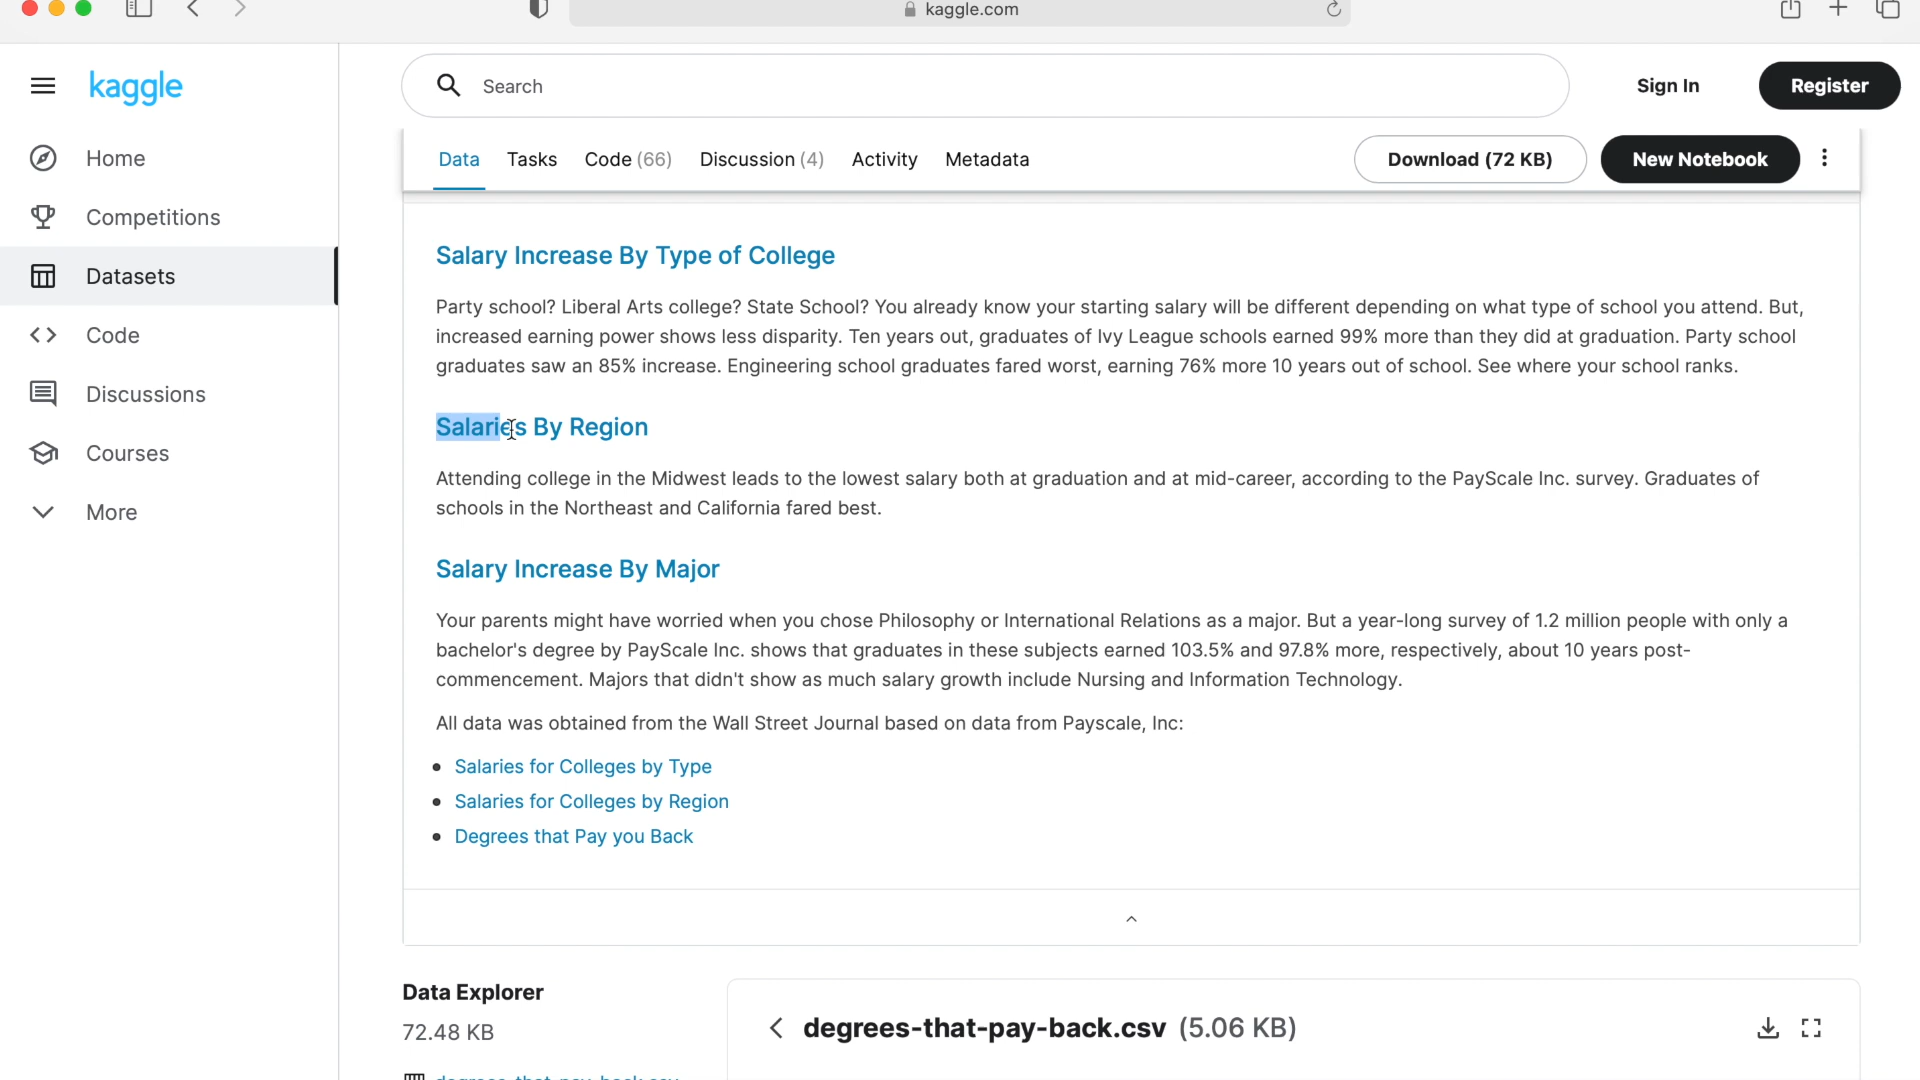 kaggle.com
kaggle
Search
Sign In
Register
Home
Competitions
Datasets
Code
Discussions
Courses
More
Data
Tasks
Code (66)
Discussion (4)
Activity
Metadata
Download (72 KB)
New Notebook
Salary Increase By Type of College
Party school? Liberal Arts college? State School? You already know your starting salary will be different depending on what type of school you attend. But,
increased earning power shows less disparity. Ten years out, graduates of Ivy League schools earned 99% more than they did at graduation. Party school
graduates saw an 85% increase. Engineering school graduates fared worst, earning 76% more 10 years out of school. See where your school ranks.
Salaries By Region
Attending college in the Midwest leads to the lowest salary both at graduation and at mid-career, according to the PayScale Inc. survey. Graduates of
schools in the Northeast and California fared best.
Salary Increase By Major
Your parents might have worried when you chose Philosophy or International Relations as a major. But a year-long survey of 1.2 million people with only a
bachelor's degree by PayScale Inc. shows that graduates in these subjects earned 103.5% and 97.8% more, respectively, about 10 years post-
commencement. Majors that didn't show as much salary growth include Nursing and Information Technology.
All data was obtained from the Wall Street Journal based on data from Payscale, Inc:
Salaries for Colleges by Type
Salaries for Colleges by Region
Degrees that Pay you Back
Data Explorer
72.48 KB
degrees-that-pay-back.csv (5.06 KB)